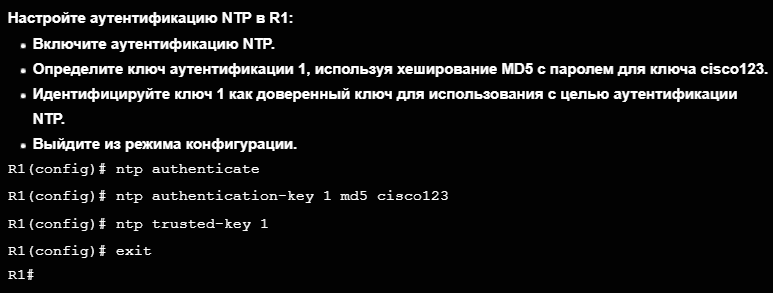 Настройте аутентификацию NTP в R1:
Включите аутентификацию NTP.
Определите ключ аутентификации 1, используя хеширование MD5 с паролем для ключа cisco123.
Идентифицируйте ключ 1 как доверенный ключ для использования с целью аутентификации
NTP.
Выйдите из режима конфигурации.
R1(config)# ntp authenticate
R1(config)# ntp authentication-key 1 md5 cisco123
R1(config)# ntp trusted-key 1
R1(config)# exit
R1#